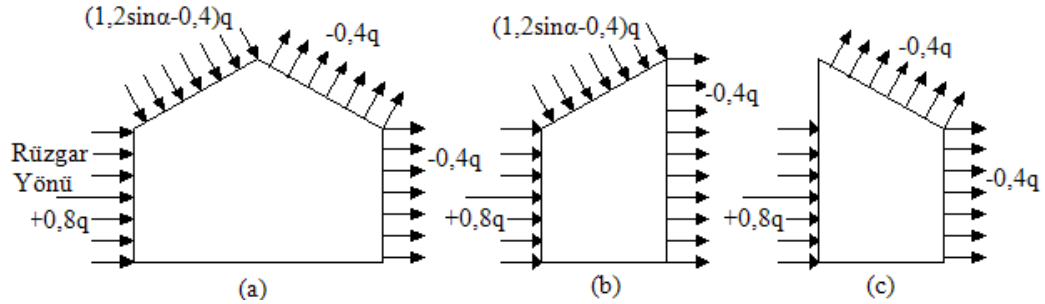 (1,2sinα-0,4)q
-0,4q
Rüzgar
Yönü
+0,8q
-0,4q
(a)
(1,2sinα-0,4)q
-0,4q
+0,8q
(b)
-0,4q
-0,4q
+0,8q
(c)